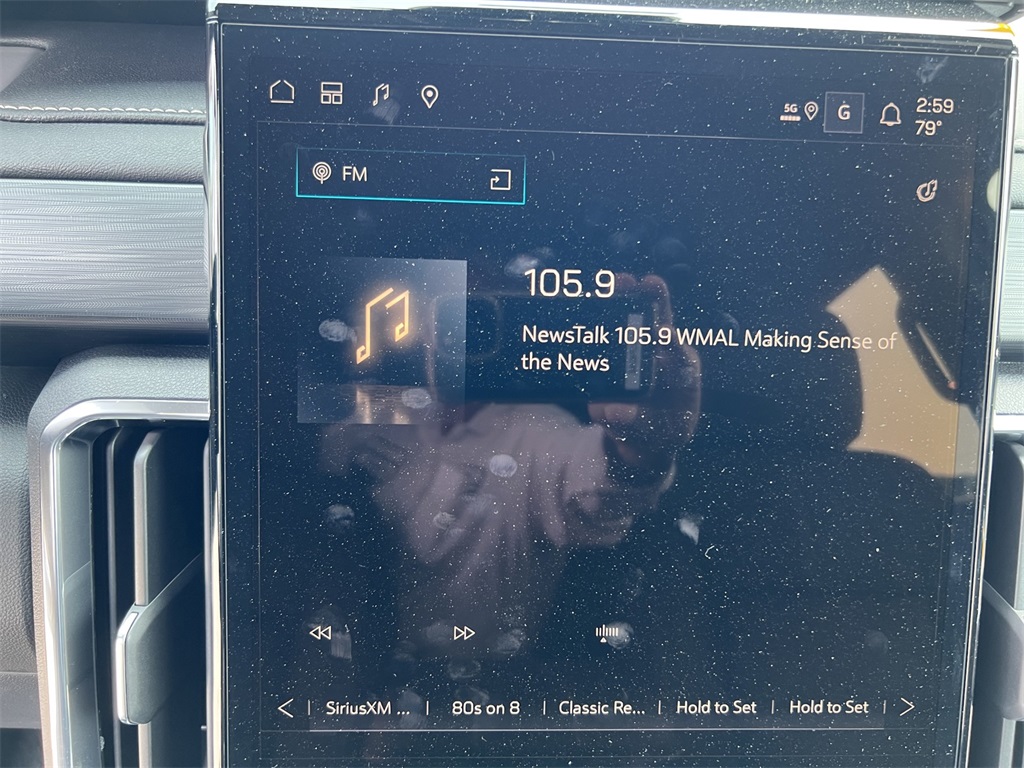 5G
G
2:59
79°
FM
105.9
NewsTalk 105.9 WMAL Making Sense of
the News
SiriusXM ... | 80s on 8 | Classic Re... | Hold to Set | Hold to Set